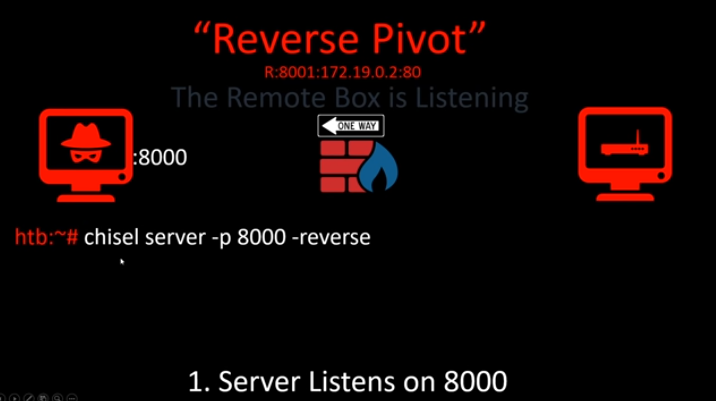 “Reverse Pivot”
R:8001:172.19.0.2:80
The Remote Box is Listening
ONE WAY
:8000
htb:~# chisel server -p 8000 -reverse
1. Server Listens on 8000